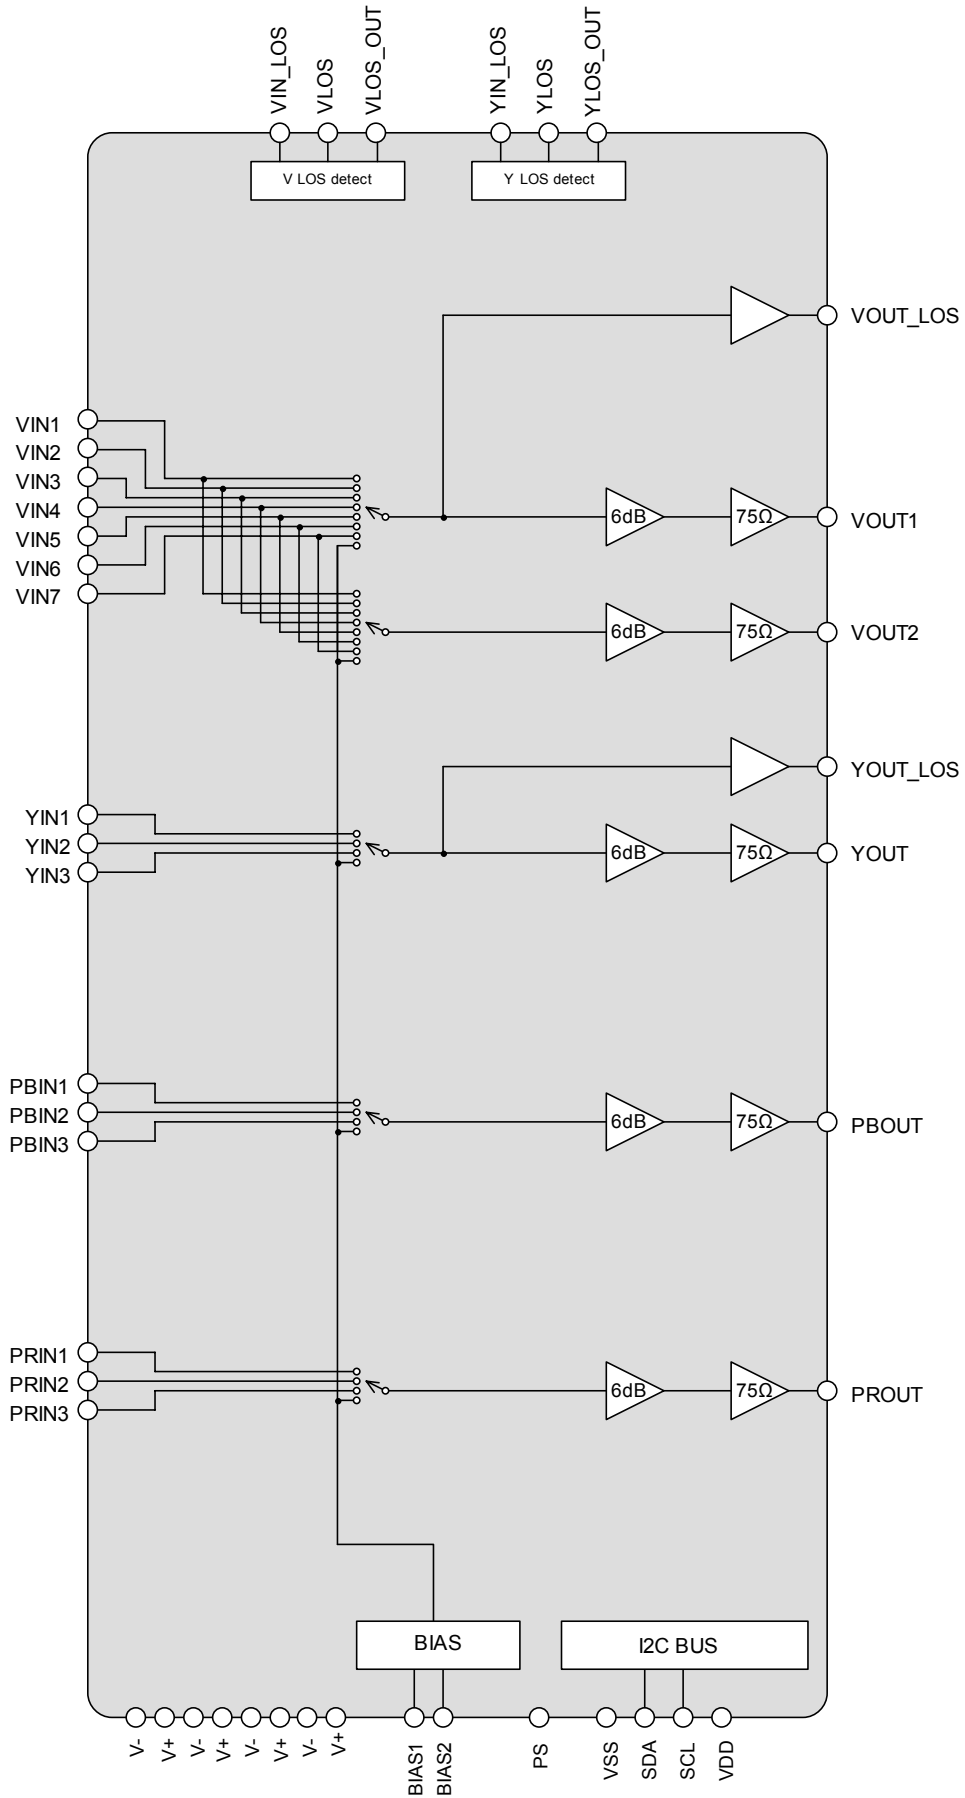 VIN_LOS
VLOS
VLOS_OUT
YIN_LOS
YLOS
YLOS_OUT
V LOS detect
Y LOS detect
VOUT_LOS
VIN1
VIN2
VIN3
VIN4
VIN5
VIN6
VIN7
6dB
75Ω
VOUT1
6dB
75Ω
VOUT2
YOUT_LOS
YIN1
YIN2
YIN3
6dB
75Ω
YOUT
PBIN1
PBIN2
PBIN3
6dB
75Ω
PBOUT
PRIN1
PRIN2
PRIN3
6dB
75Ω
PROUT
BIAS
I2C BUS
V-
V+
V-
V+
V-
V+
V-
V+
BIAS1
BIAS2
PS
VSS
SDA
SCL
VDD